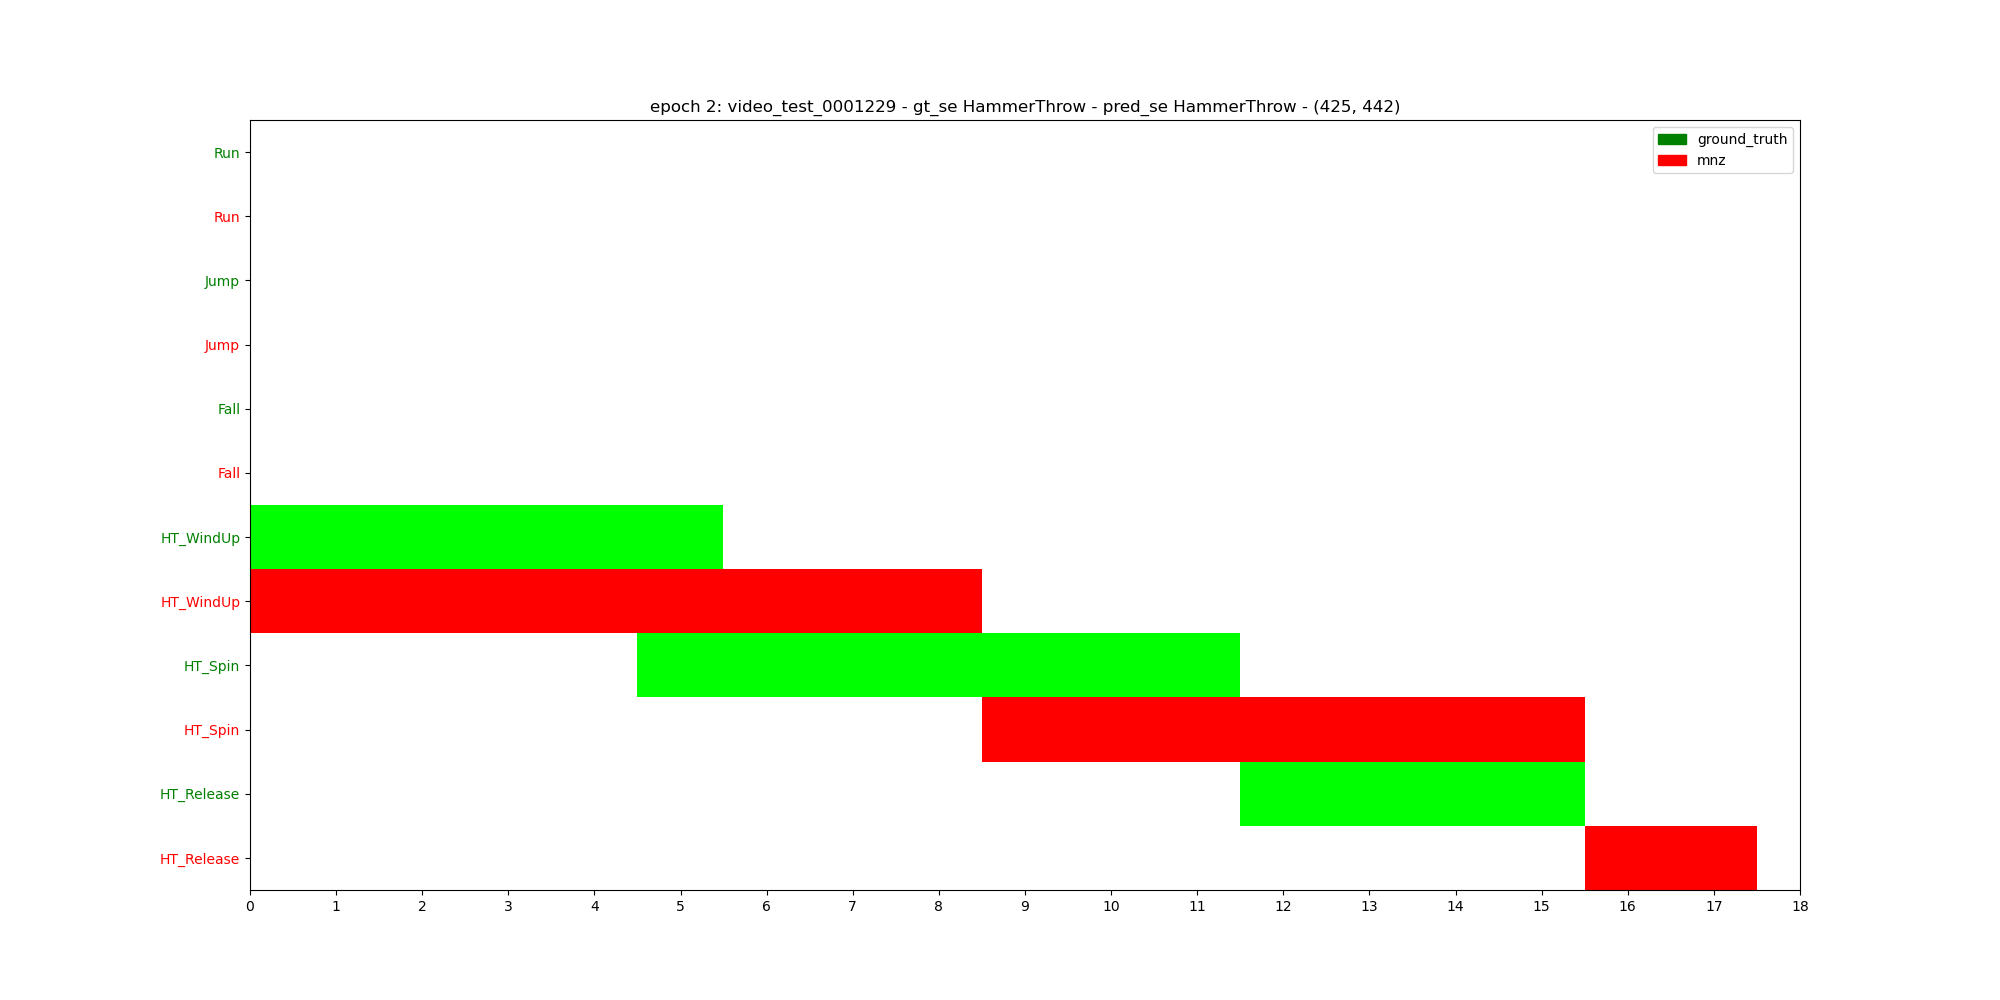 epoch 2: video_test_0001229 - gt_se HammerThrow - pred_se HammerThrow - (425, 442)
ground_truth
mnz
Run
Run
Jump
Jump
Fall
Fall
HT_WindUp
HT_WindUp
HT_Spin
HT_Spin
HT_Release
HT_Release
0 1 2 3 4 5 6 7 8 9 10 11 12 13 14 15 16 17 18